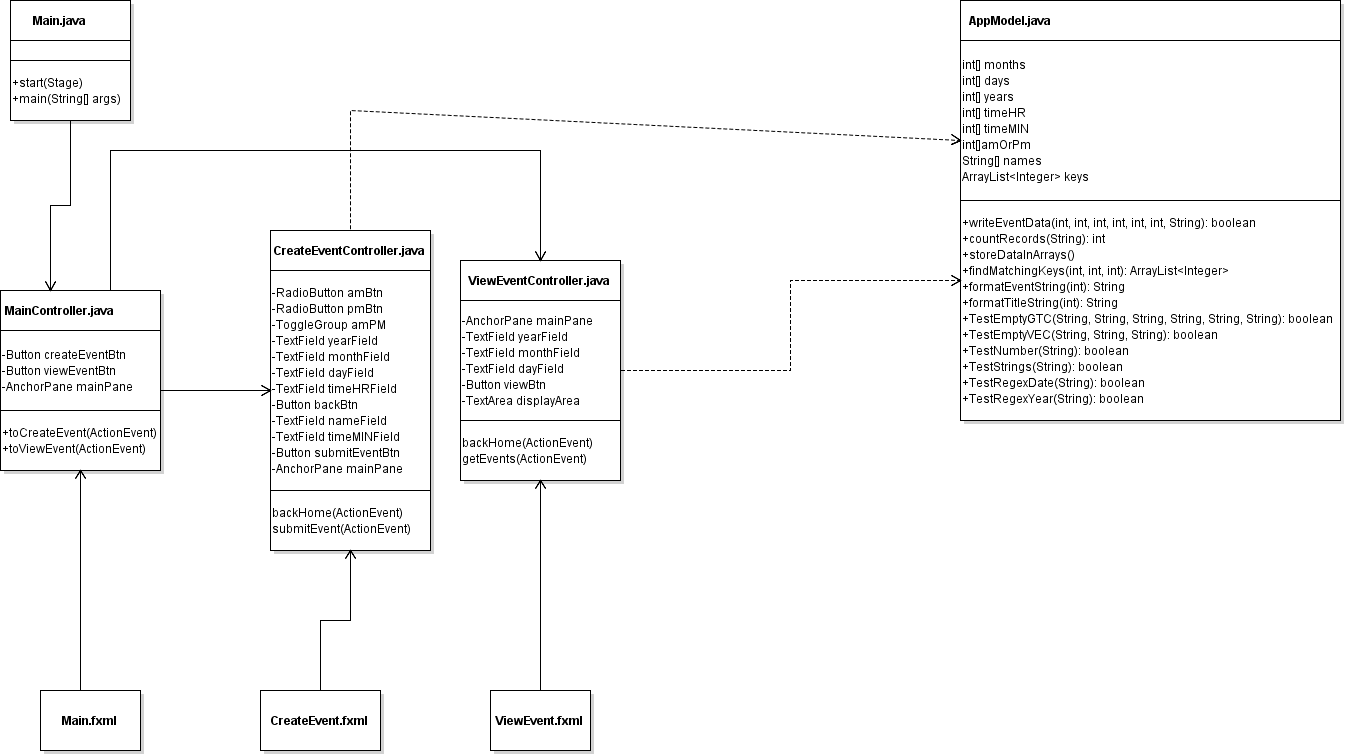 Main.java
+start(Stage)
+main(String[] args)
AppModel.java
int[] months
int[] days
int[] years
int[] timeHR
int[] timeMIN
int[]amOrPm
String[] names
ArrayList<Integer> keys
+writeEventData(int, int, int, int, int, int, String): boolean
+countRecords(String): int
+storeDataInArrays()
+findMatchingKeys(int, int, int): ArrayList<Integer>
+formatEventString(int): String
+formatTitleString(int): String
+TestEmptyGTC(String, String, String, String, String, String): boolean
+TestEmptyVEC(String, String, String): boolean
+TestNumber(String): boolean
+TestStrings(String): boolean
+TestRegexDate(String): boolean
+TestRegexYear(String): boolean
MainController.java
-Button createEventBtn
-Button viewEventBtn
-AnchorPane mainPane
+toCreateEvent(ActionEvent)
+toViewEvent(ActionEvent)
CreateEventController.java
-RadioButton amBtn
-RadioButton pmBtn
-ToggleGroup amPM
-TextField yearField
-TextField monthField
-TextField dayField
-TextField timeHRField
-Button backBtn
-TextField nameField
-TextField timeMINField
-Button submitEventBtn
-AnchorPane mainPane
backHome(ActionEvent)
submitEvent(ActionEvent)
ViewEventController.java
-AnchorPane mainPane
-TextField yearField
-TextField monthField
-TextField dayField
-Button viewBtn
-TextArea displayArea
backHome(ActionEvent)
getEvents(ActionEvent)
Main.fxml
CreateEvent.fxml
ViewEvent.fxml